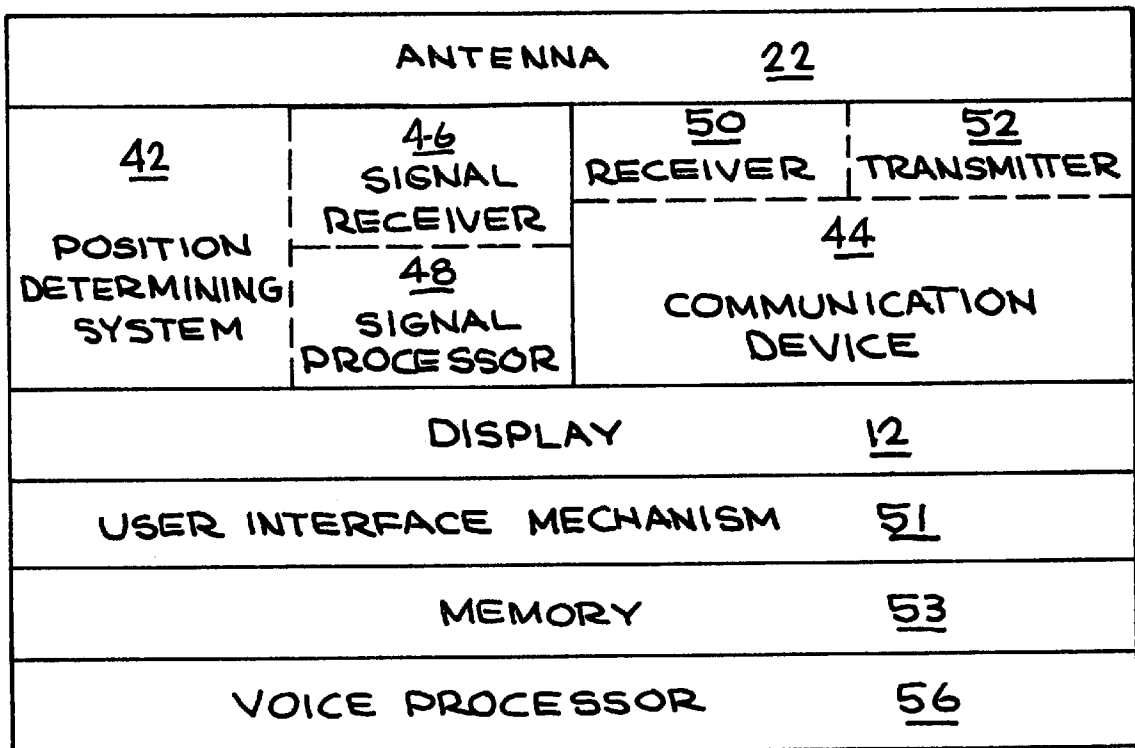 ANTENNA 22
42
POSITION
DETERMINING
SYSTEM
46
SIGNAL
RECEIVER
48
SIGNAL
PROCESSOR
50
RECEIVER
52
TRANSMITTER
44
COMMUNICATION
DEVICE
DISPLAY 12
USER INTERFACE MECHANISM 51
MEMORY 53
VOICE PROCESSOR 56